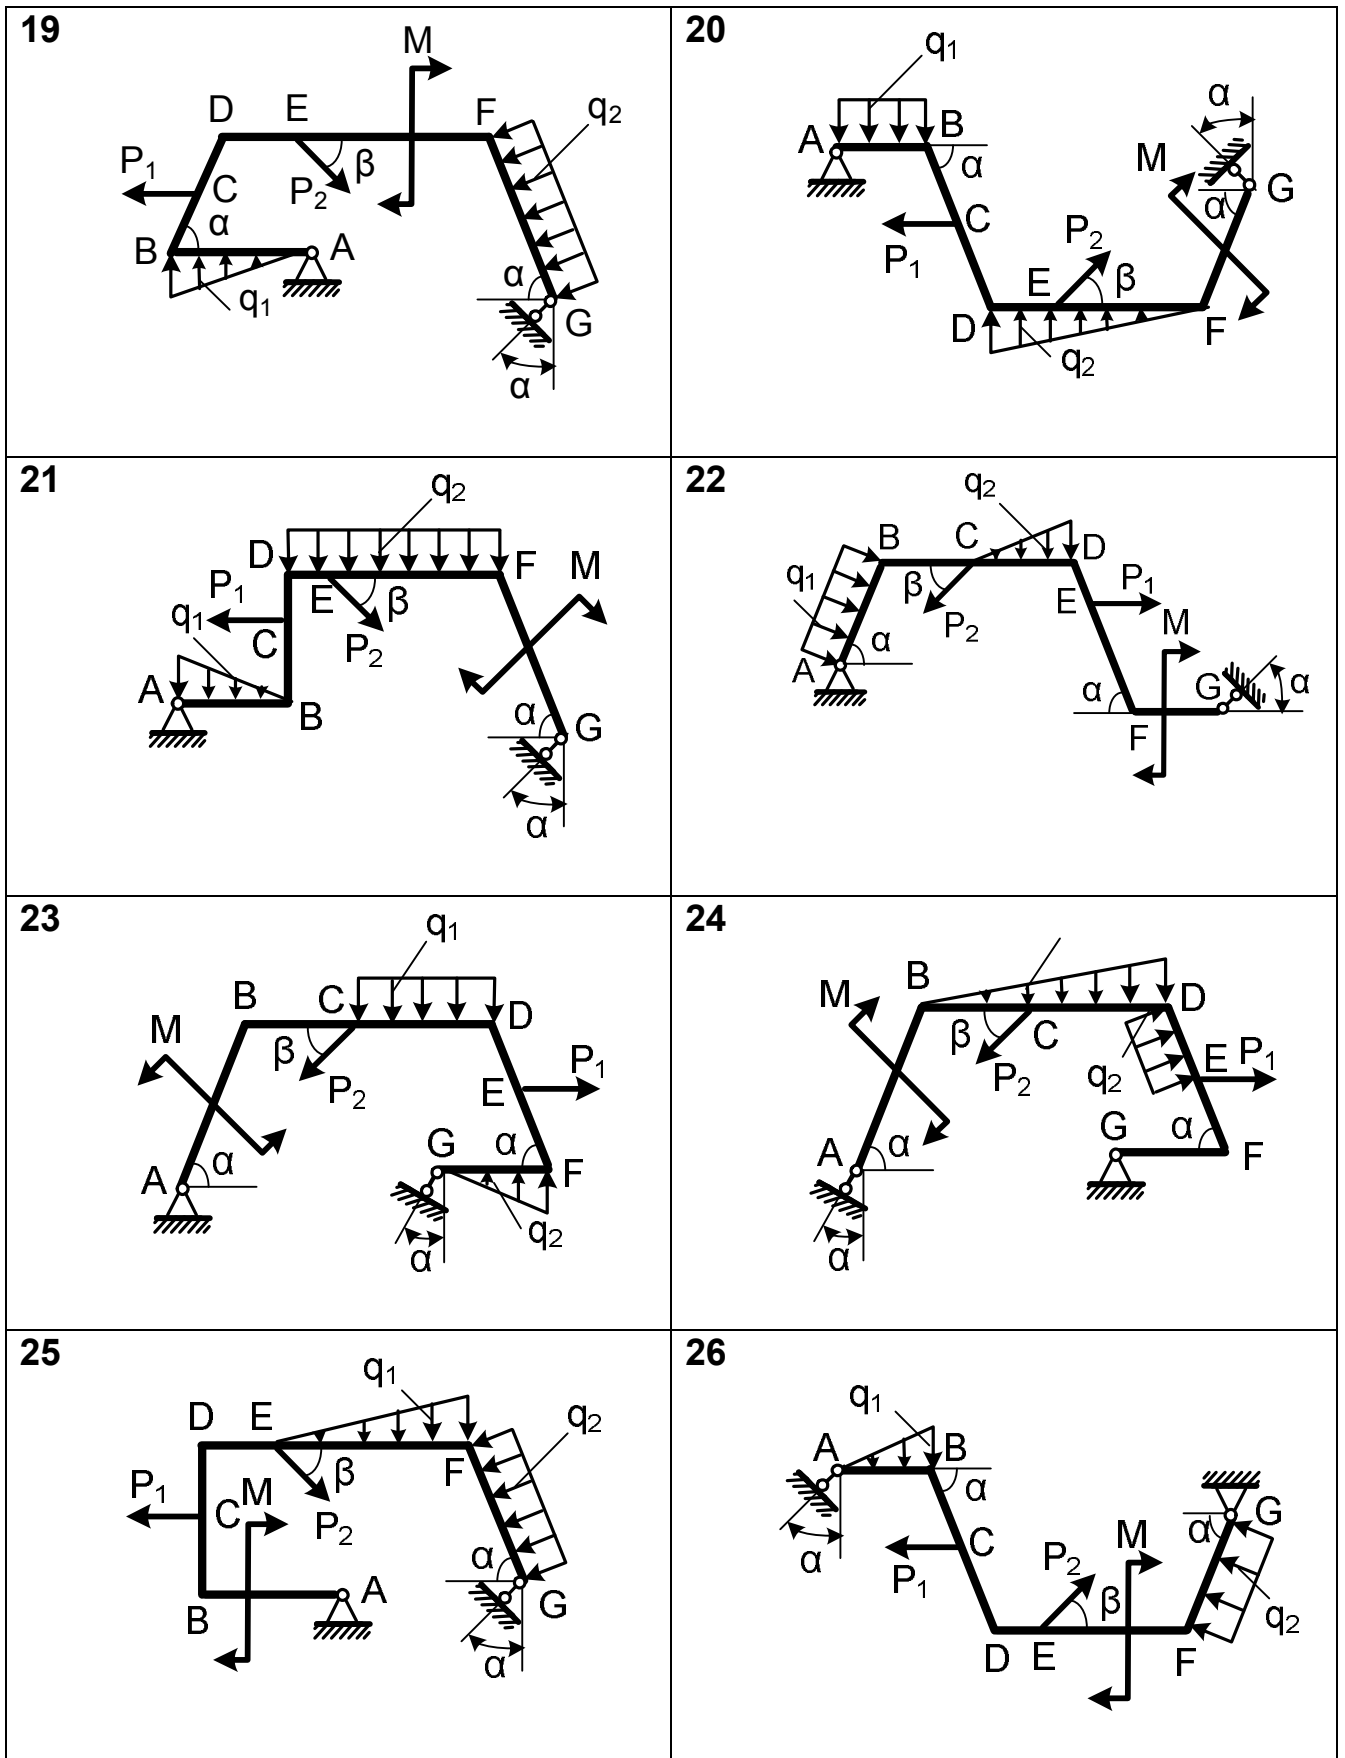 19
M
D E F q₂
P₁ C P₂ β
α
B A
q₁ α
G
α
20
q₁
A B α
α M
C α G
P₁ P₂
E β
D F
q₂
21
q₂
D F M
P₁ E β
q₁ C P₂
A α G
B
α
22
q₂
B C D
q₁ β E P₁
P₂ M
A α G α
α
F
23
q₁
B C D
M β
P₂ E P₁
G α
A α F
q₂
α
24
B D
M β C
P₂ q₂ E P₁
G α
A α F
α
25
q₁
D E q₂
F
P₁ β
C M P₂
α
A
B G
α
26
q₁
A B
α G
α
α C M
P₁ P₂ β
q₂
D E F